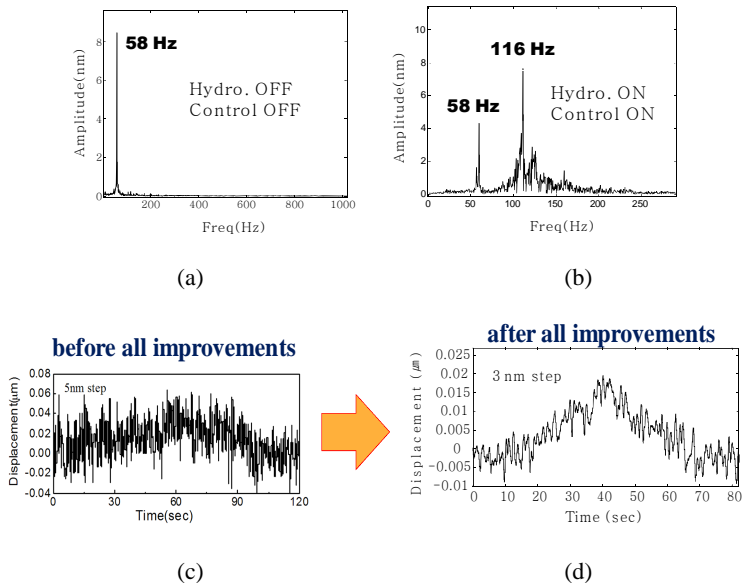 58 Hz
Hydro. OFF
Control OFF
Amplitude(nm)
8
6
4
2
0
200
400
600
800
1000
Freq(Hz)
(a)
116 Hz
58 Hz
Hydro. ON
Control ON
Amplitude(nm)
10
8
6
4
2
0
0
50
100
150
200
250
Freq(Hz)
(b)
before all improvements
5nm step
Displacement(μm)
0.08
0.06
0.04
0.02
0.00
-0.02
-0.04
0
30
60
90
120
Time(sec)
(c)
after all improvements
3 nm step
Displacement (μm)
0.025
0.02
0.015
0.01
0.005
0
-0.005
-0.01
0
10
20
30
40
50
60
70
80
Time (sec)
(d)